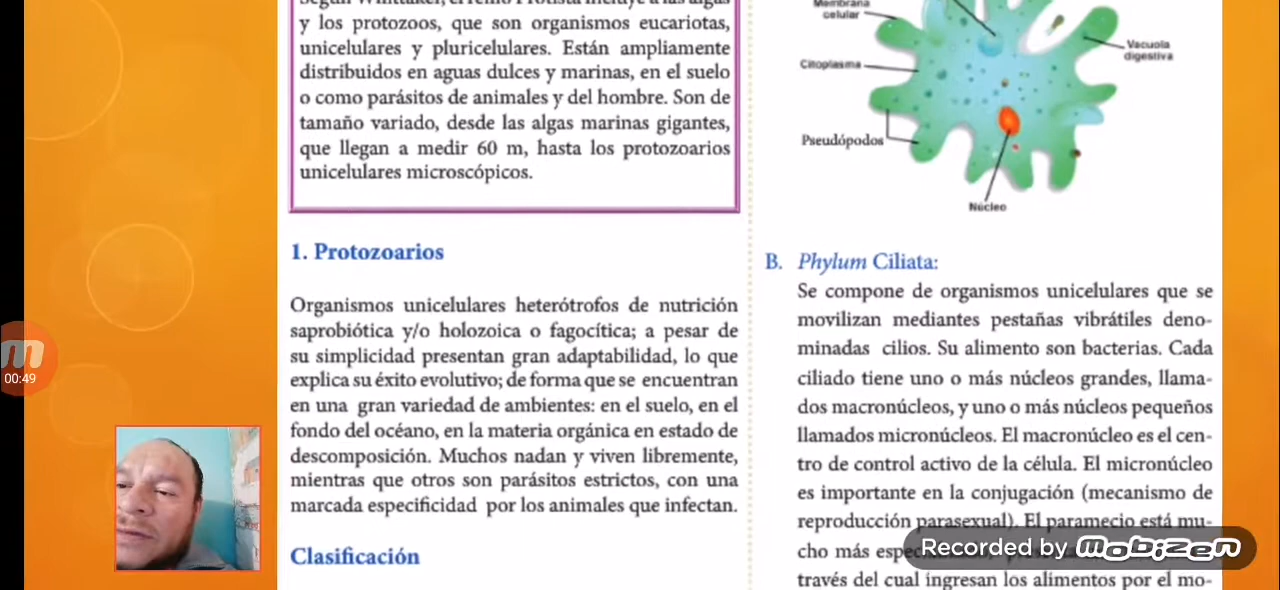 y los protozoos, que son organismos eucariotas,
unicelulares y pluricelulares. Están ampliamente
distribuidos en aguas dulces y marinas, en el suelo
o como parásitos de animales y del hombre. Son de
tamaño variado, desde las algas marinas gigantes,
que llegan a medir 60 m, hasta los protozoarios
unicelulares microscópicos.
1. Protozoarios
Organismos unicelulares heterótrofos de nutrición
saprobiótica y/o holozoica o fagocítica; a pesar de
su simplicidad presentan gran adaptabilidad, lo que
explica su éxito evolutivo; de forma que se encuentran
en una gran variedad de ambientes: en el suelo, en el
fondo del océano, en la materia orgánica en estado de
descomposición. Muchos nadan y viven libremente,
mientras que otros son parásitos estrictos, con una
marcada especificidad por los animales que infectan.
Clasificación
Membrana
celular
Citoplasma
Pseudópodos
Núcleo
Vacuola
digestiva
B. Phylum Ciliata:
Se compone de organismos unicelulares que se
movilizan mediantes pestañas vibrátiles deno-
minadas cilios. Su alimento son bacterias. Cada
ciliado tiene uno o más núcleos grandes, llama-
dos macronúcleos, y uno o más núcleos pequeños
llamados micronúcleos. El macronúcleo es el cen-
tro de control activo de la célula. El micronúcleo
es importante en la conjugación (mecanismo de
reproducción parasexual). El paramecio está mu-
cho más
través del cual ingresan los alimentos por el mo-
00:49
Recorded by mobizen